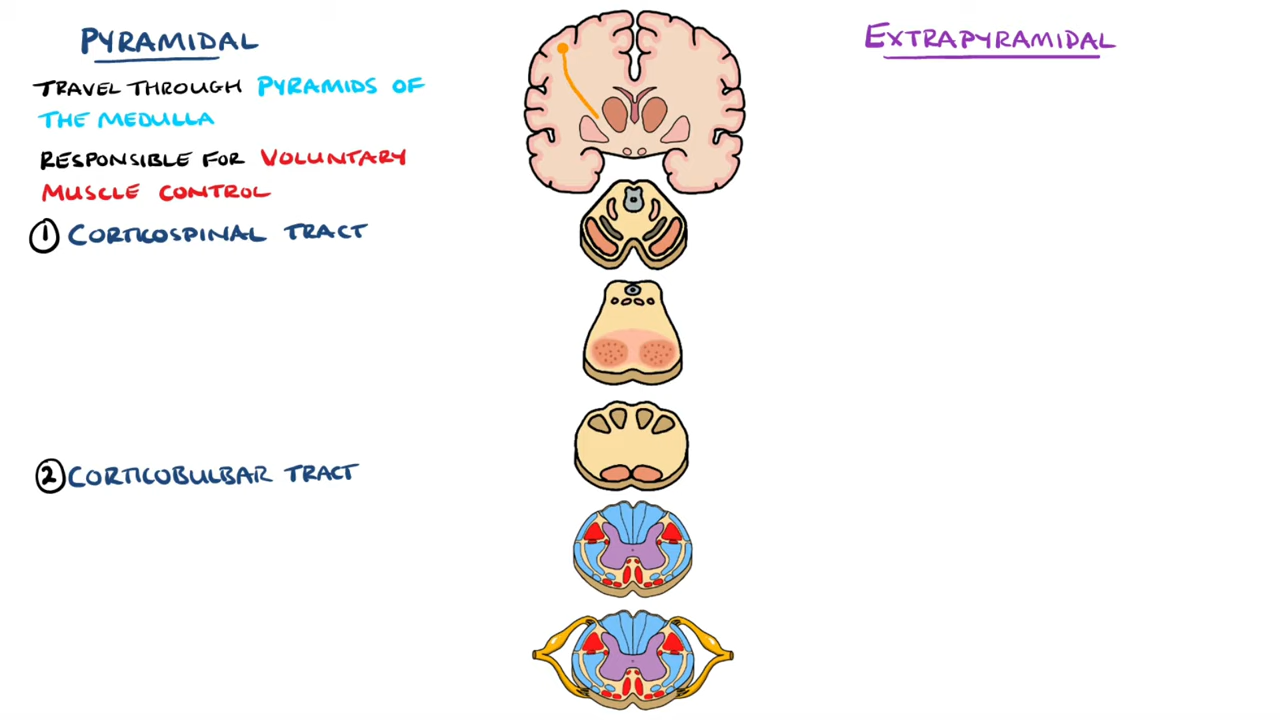 PYRAMIDAL
TRAVEL THROUGH PYRAMIDS OF
THE MEDULLA
RESPONSIBLE FOR VOLUNTARY
MUSCLE CONTROL
1 CORTICOSPINAL TRACT
2 CORTICOBULBAR TRACT
EXTRAPYRAMIDAL